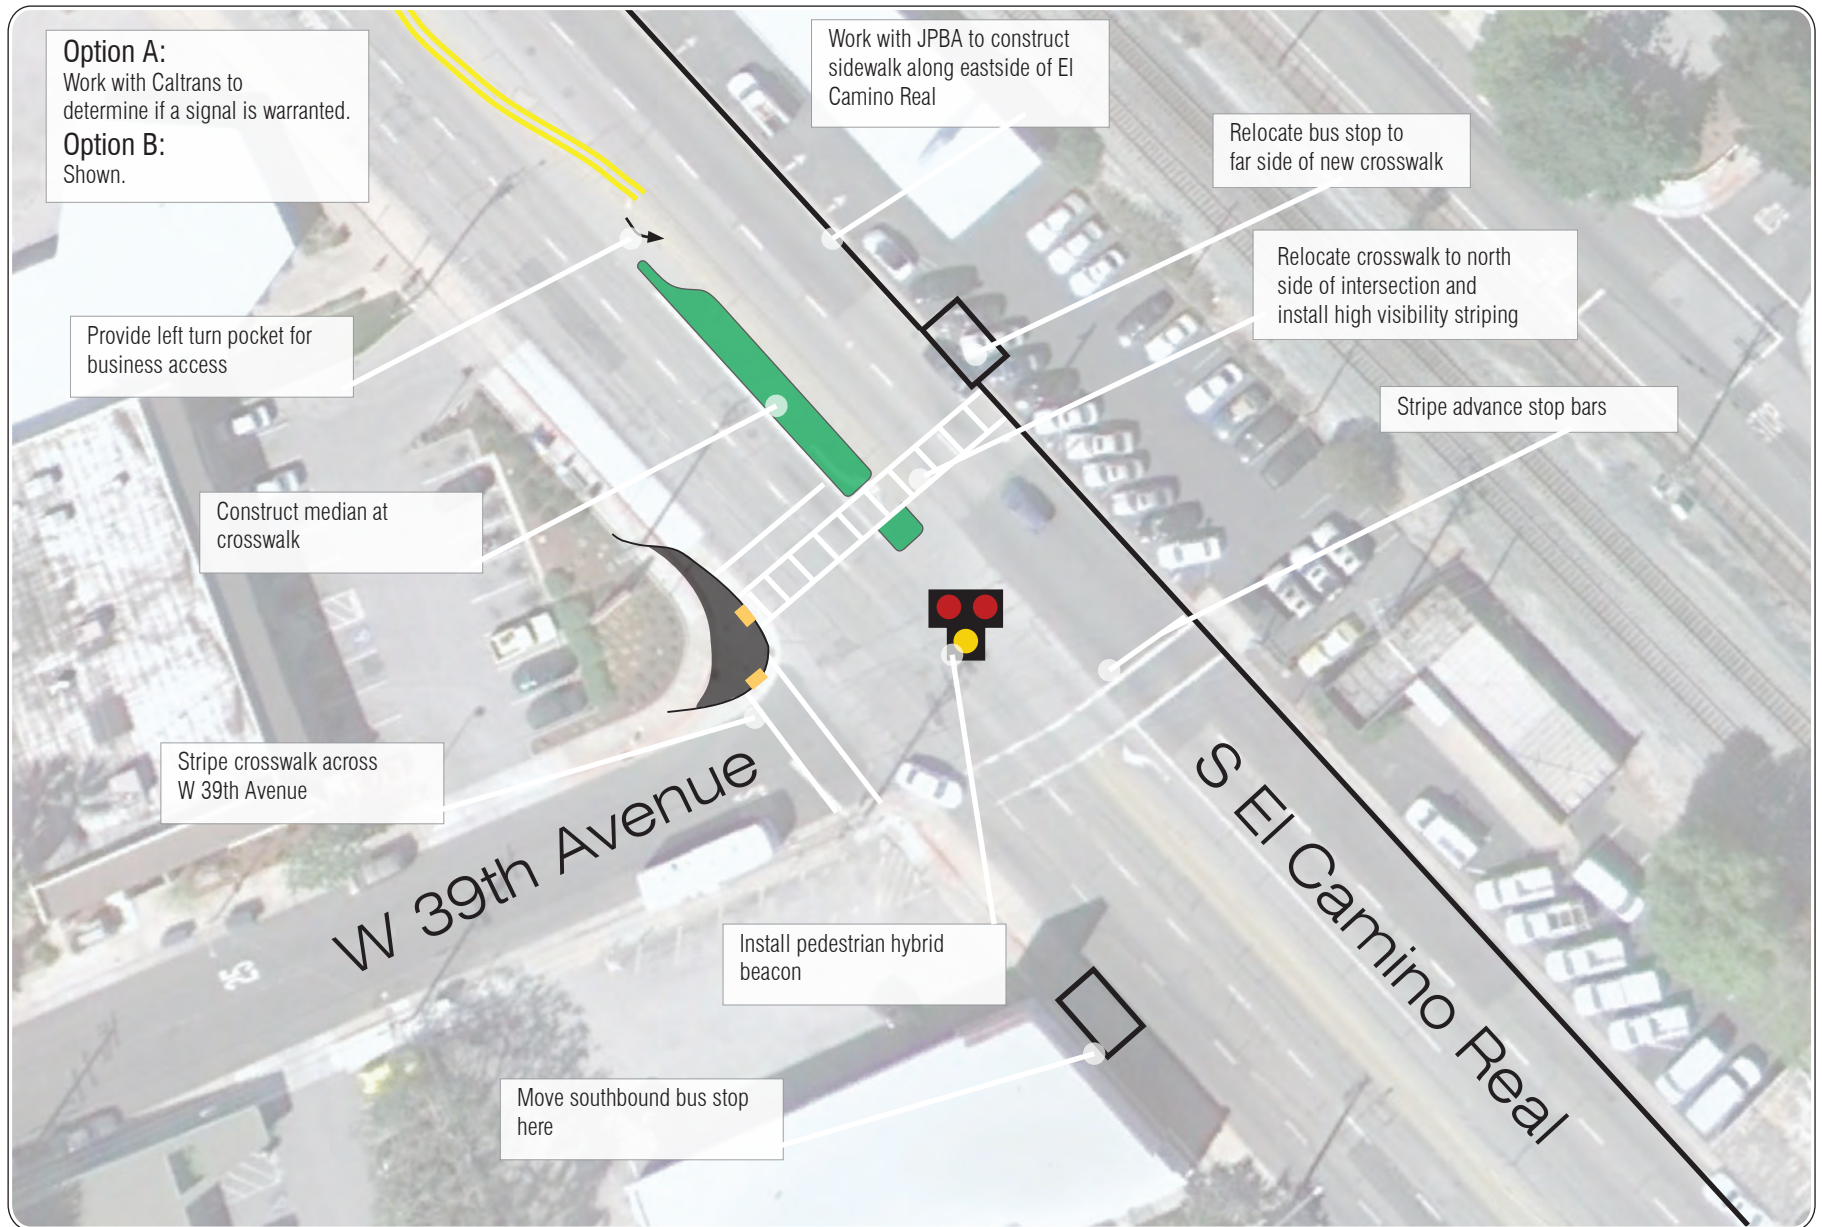 Option A:
Work with Caltrans to
determine if a signal is warranted.
Option B:
Shown.
Work with JPBA to construct
sidewalk along eastside of El
Camino Real
Relocate bus stop to
far side of new crosswalk
Relocate crosswalk to north
side of intersection and
install high visibility striping
Provide left turn pocket for
business access
Stripe advance stop bars
Construct median at
crosswalk
Stripe crosswalk across
W 39th Avenue
W 39th Avenue
S El Camino Real
25
Install pedestrian hybrid
beacon
Move southbound bus stop
here